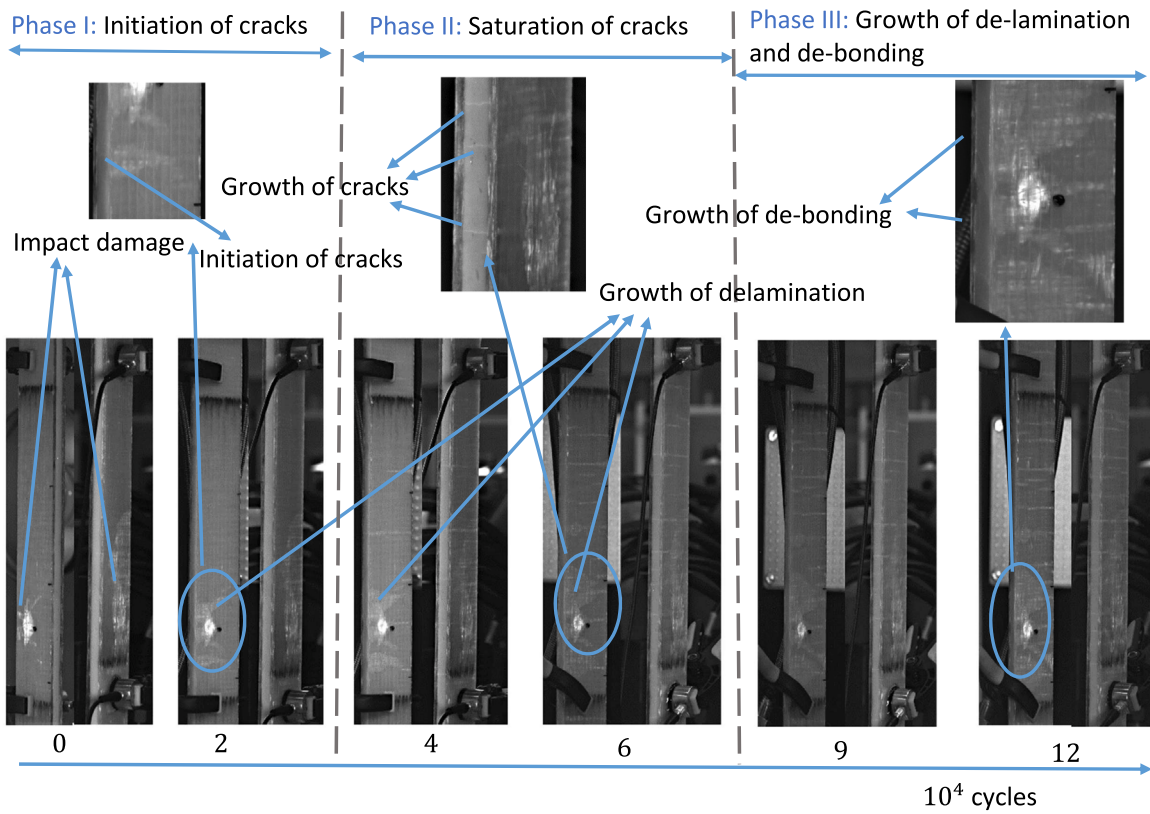 Phase I: Initiation of cracks
Phase II: Saturation of cracks
Phase III: Growth of de-lamination
and de-bonding
Growth of cracks
Impact damage
Initiation of cracks
Growth of de-bonding
Growth of delamination
0
2
4
6
9
12
10⁴ cycles